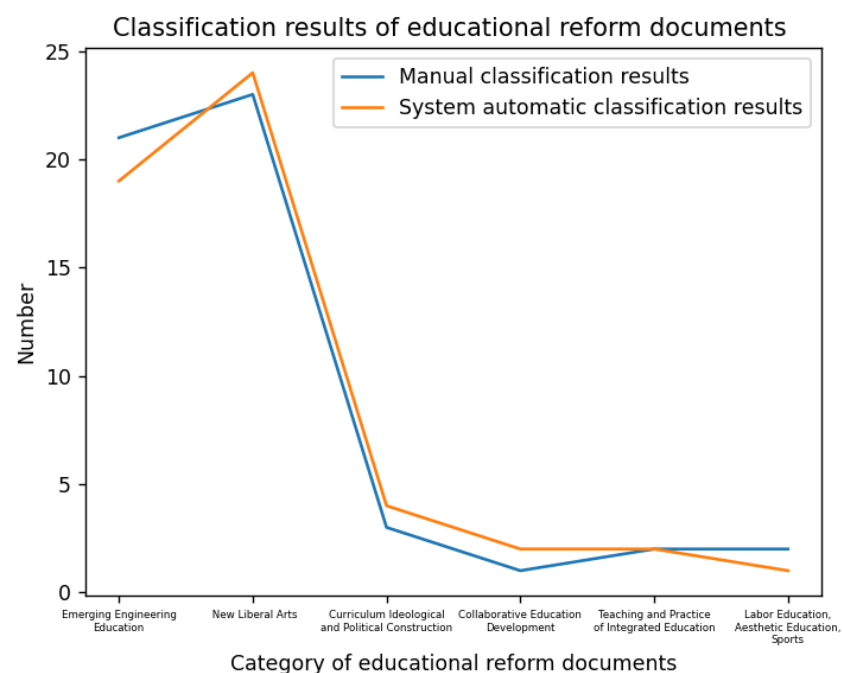 Classification results of educational reform documents
Manual classification results
System automatic classification results
25
20
15
10
5
0
Number
Emerging Engineering
Education
New Liberal Arts
Curriculum Ideological
and Political Construction
Collaborative Education
Development
Teaching and Practice
of Integrated Education
Labor Education,
Aesthetic Education,
Sports
Category of educational reform documents